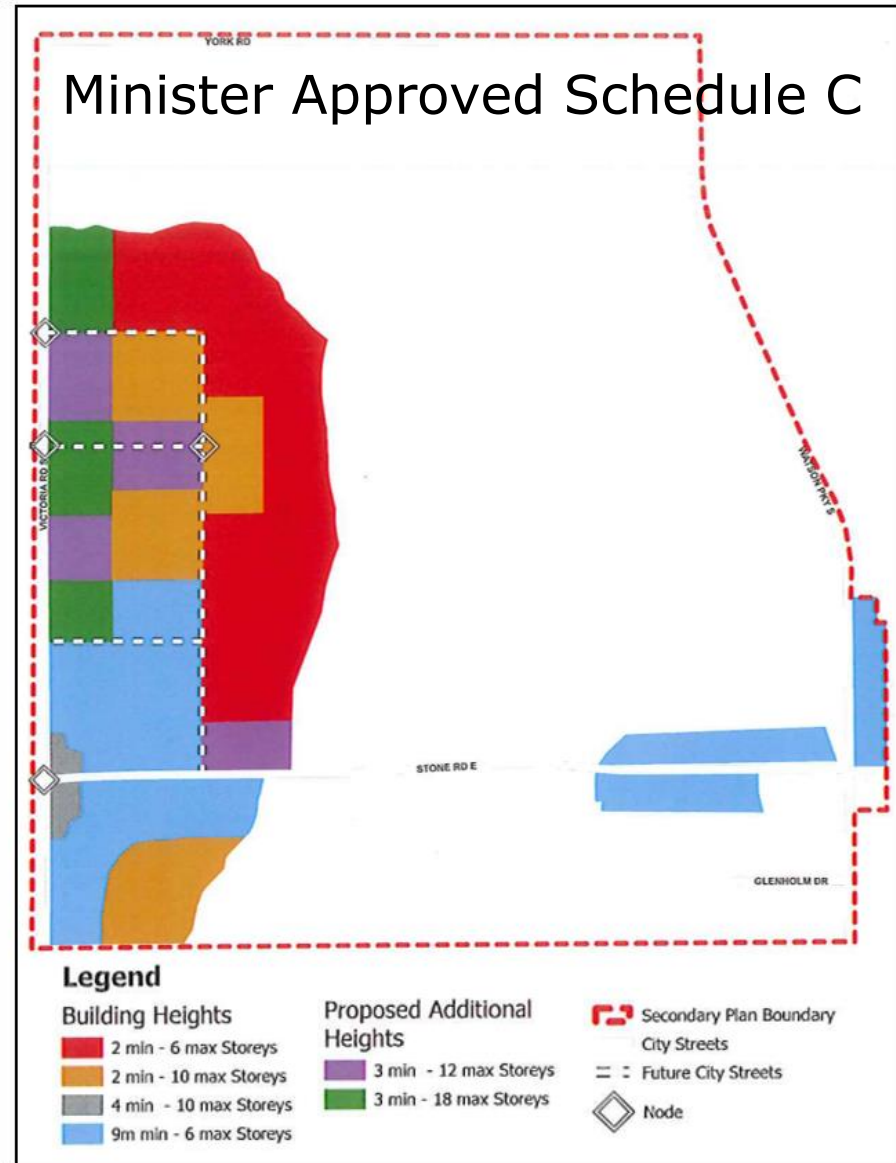 YORK RD
Minister Approved Schedule C
VICTORIA RD S
WATSON PKY S
STONE RD E
GLENHOLM DR
Legend
Building Heights
2 min - 6 max Storeys
2 min - 10 max Storeys
4 min - 10 max Storeys
9m min - 6 max Storeys
Proposed Additional
Heights
3 min - 12 max Storeys
3 min - 18 max Storeys
Secondary Plan Boundary
City Streets
Future City Streets
Node